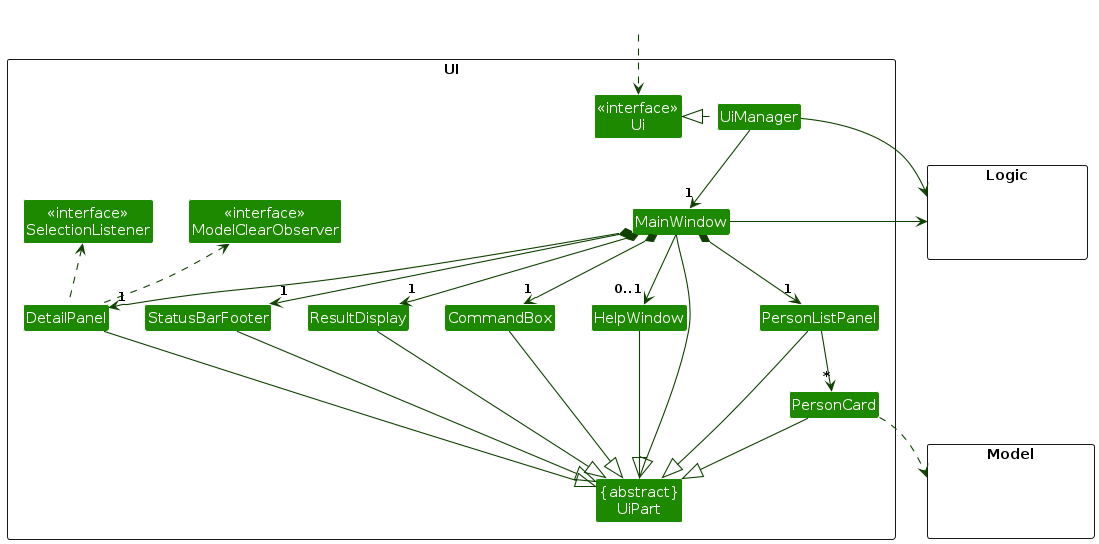 UI
«interface»
Ui
UiManager
Logic
1
«interface»
SelectionListener
«interface»
ModelClearObserver
MainWindow
1
1
1
1
0..1
1
DetailPanel
StatusBarFooter
ResultDisplay
CommandBox
HelpWindow
PersonListPanel
*
PersonCard
Model
{abstract}
UiPart